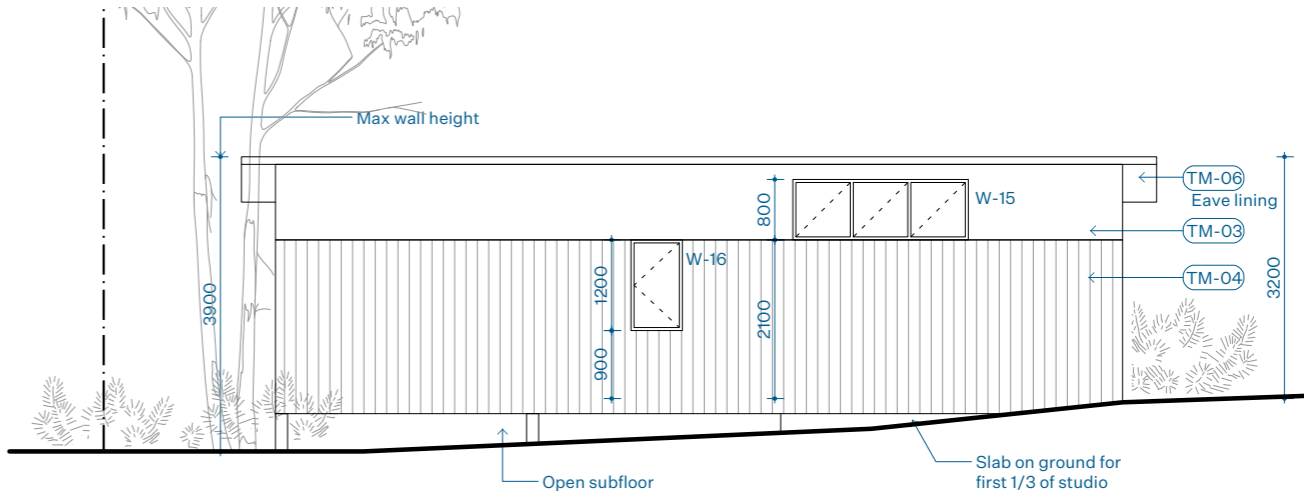 Max wall height
TM-06
Eave lining
W-15
800
TM-03
W-16
TM-04
1200
3200
3900
2100
900
Slab on ground for
first 1/3 of studio
Open subfloor